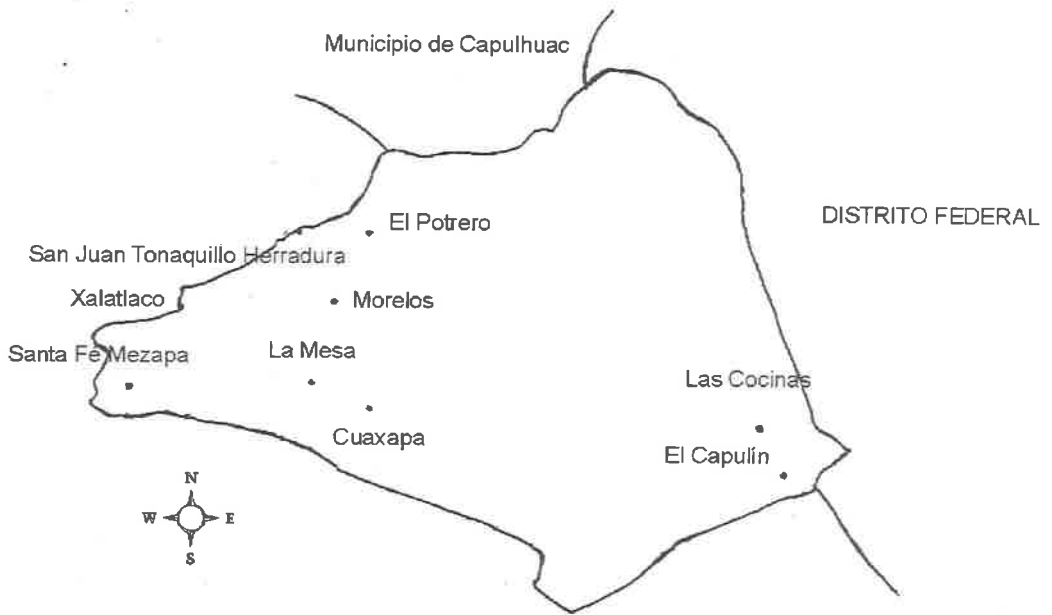 Municipio de Capulhuac
DISTRITO FEDERAL
El Potrero
San Juan Tonaquillo Herradura
Xalatlaco
Morelos
Santa Fé Mezapa
La Mesa
Las Cocinas
Cuaxapa
El Capulín
N
W E
S